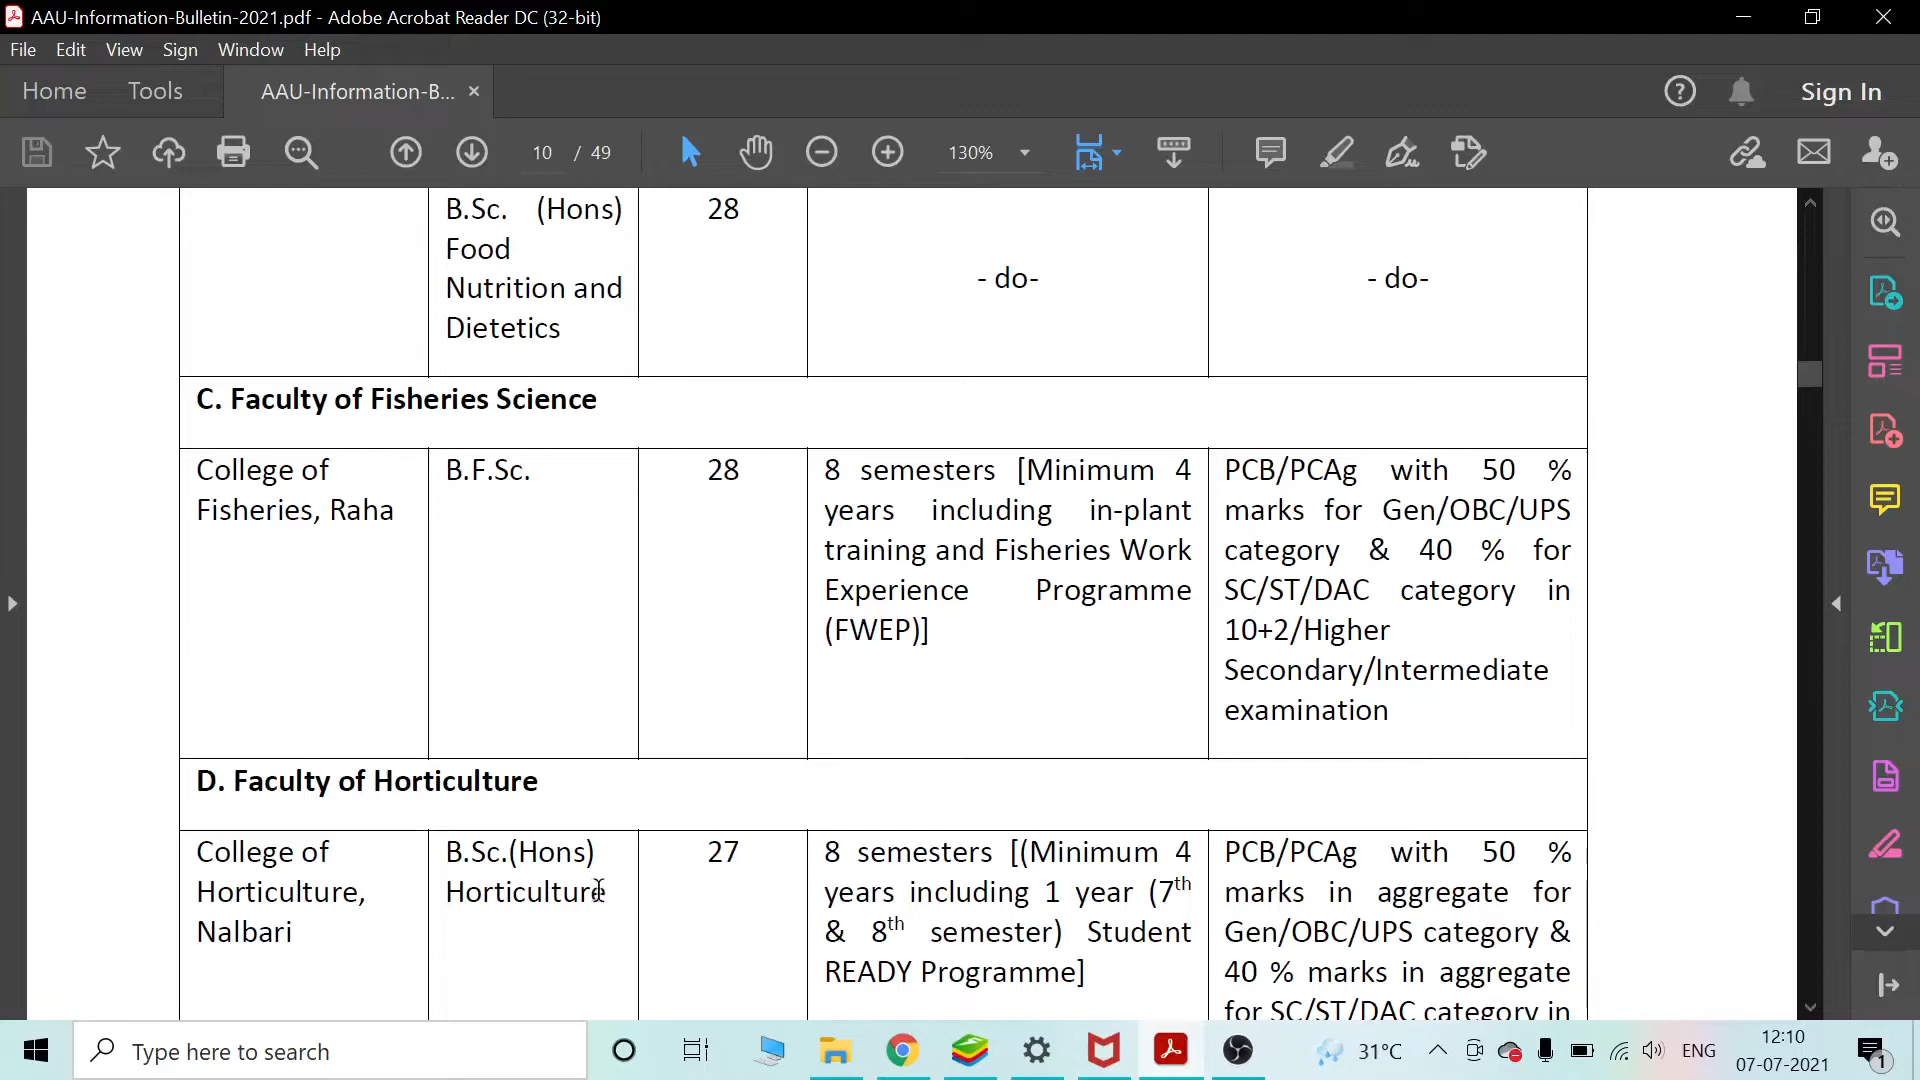 AAU-Information-Bulletin-2021.pdf - Adobe Acrobat Reader DC (32-bit)
File Edit View Sign Window Help
Home Tools AAU-Information-B... × Sign In
10 / 49 130%
B.Sc. (Hons)
Food
Nutrition and
Dietetics
28
- do-
- do-
C. Faculty of Fisheries Science
College of
Fisheries, Raha
B.F.Sc.
28
8 semesters [Minimum 4
years including in-plant
training and Fisheries Work
Experience Programme
(FWEP)]
PCB/PCAg with 50 %
marks for Gen/OBC/UPS
category & 40 % for
SC/ST/DAC category in
10+2/Higher
Secondary/Intermediate
examination
D. Faculty of Horticulture
College of
Horticulture,
Nalbari
B.Sc.(Hons)
Horticulture
27
8 semesters [(Minimum 4
years including 1 year (7th
& 8th semester) Student
READY Programme]
PCB/PCAg with 50 %
marks in aggregate for
Gen/OBC/UPS category &
40 % marks in aggregate
for SC/ST/DAC category in
Type here to search
31°C
ENG
12:10
07-07-2021
1